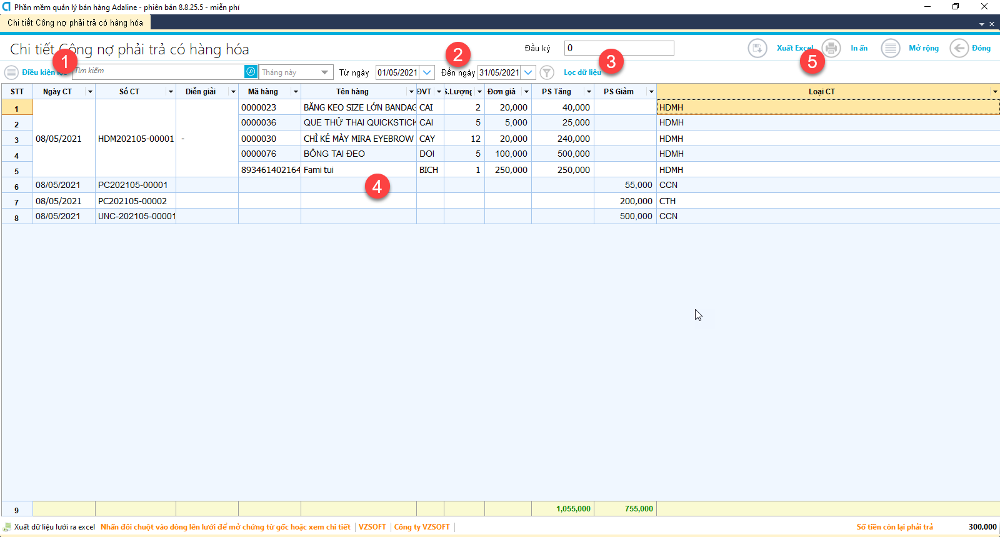 Phần mềm quản lý bán hàng Adaline - phiên bản 8.8.25.5 - miễn phí
Chi tiết Công nợ phải trả có hàng hóa
Chi tiết Công nợ phải trả có hàng hóa
Đầu kỳ 0 Xuất Excel In ấn Mở rộng Đóng
1 2 3 5
Điều kiện lọc Tìm kiếm Tháng này Từ ngày 01/05/2021 Đến ngày 31/05/2021 Lọc dữ liệu
STT Ngày CT Số CT Diễn giải Mã hàng Tên hàng ĐVT S.Lượng Đơn giá PS Tăng PS Giảm Loại CT
1 0000023 BĂNG KEO SIZE LỚN BANDAG CAI 2 20,000 40,000 HDMH
2 0000036 QUE THỬ THAI QUICKSTICK CAI 5 5,000 25,000 HDMH
3 08/05/2021 HDM202105-00001 - 0000030 CHÌ KẺ MÀY MIRA EYEBROW CAY 12 20,000 240,000 HDMH
4 0000076 BÔNG TAI ĐEO DOI 5 100,000 500,000 HDMH
5 893461402164 Fami tui BICH 1 250,000 250,000 HDMH
6 08/05/2021 PC202105-00001 4 55,000 CCN
7 08/05/2021 PC202105-00002 200,000 CTH
8 08/05/2021 UNC-202105-00001 500,000 CCN
9 1,055,000 755,000
Xuất dữ liệu lưới ra excel Nhấn đôi chuột vào dòng lên lưới để mở chứng từ gốc hoặc xem chi tiết VZSOFT Công ty VZSOFT Số tiền còn lại phải trả 300,000